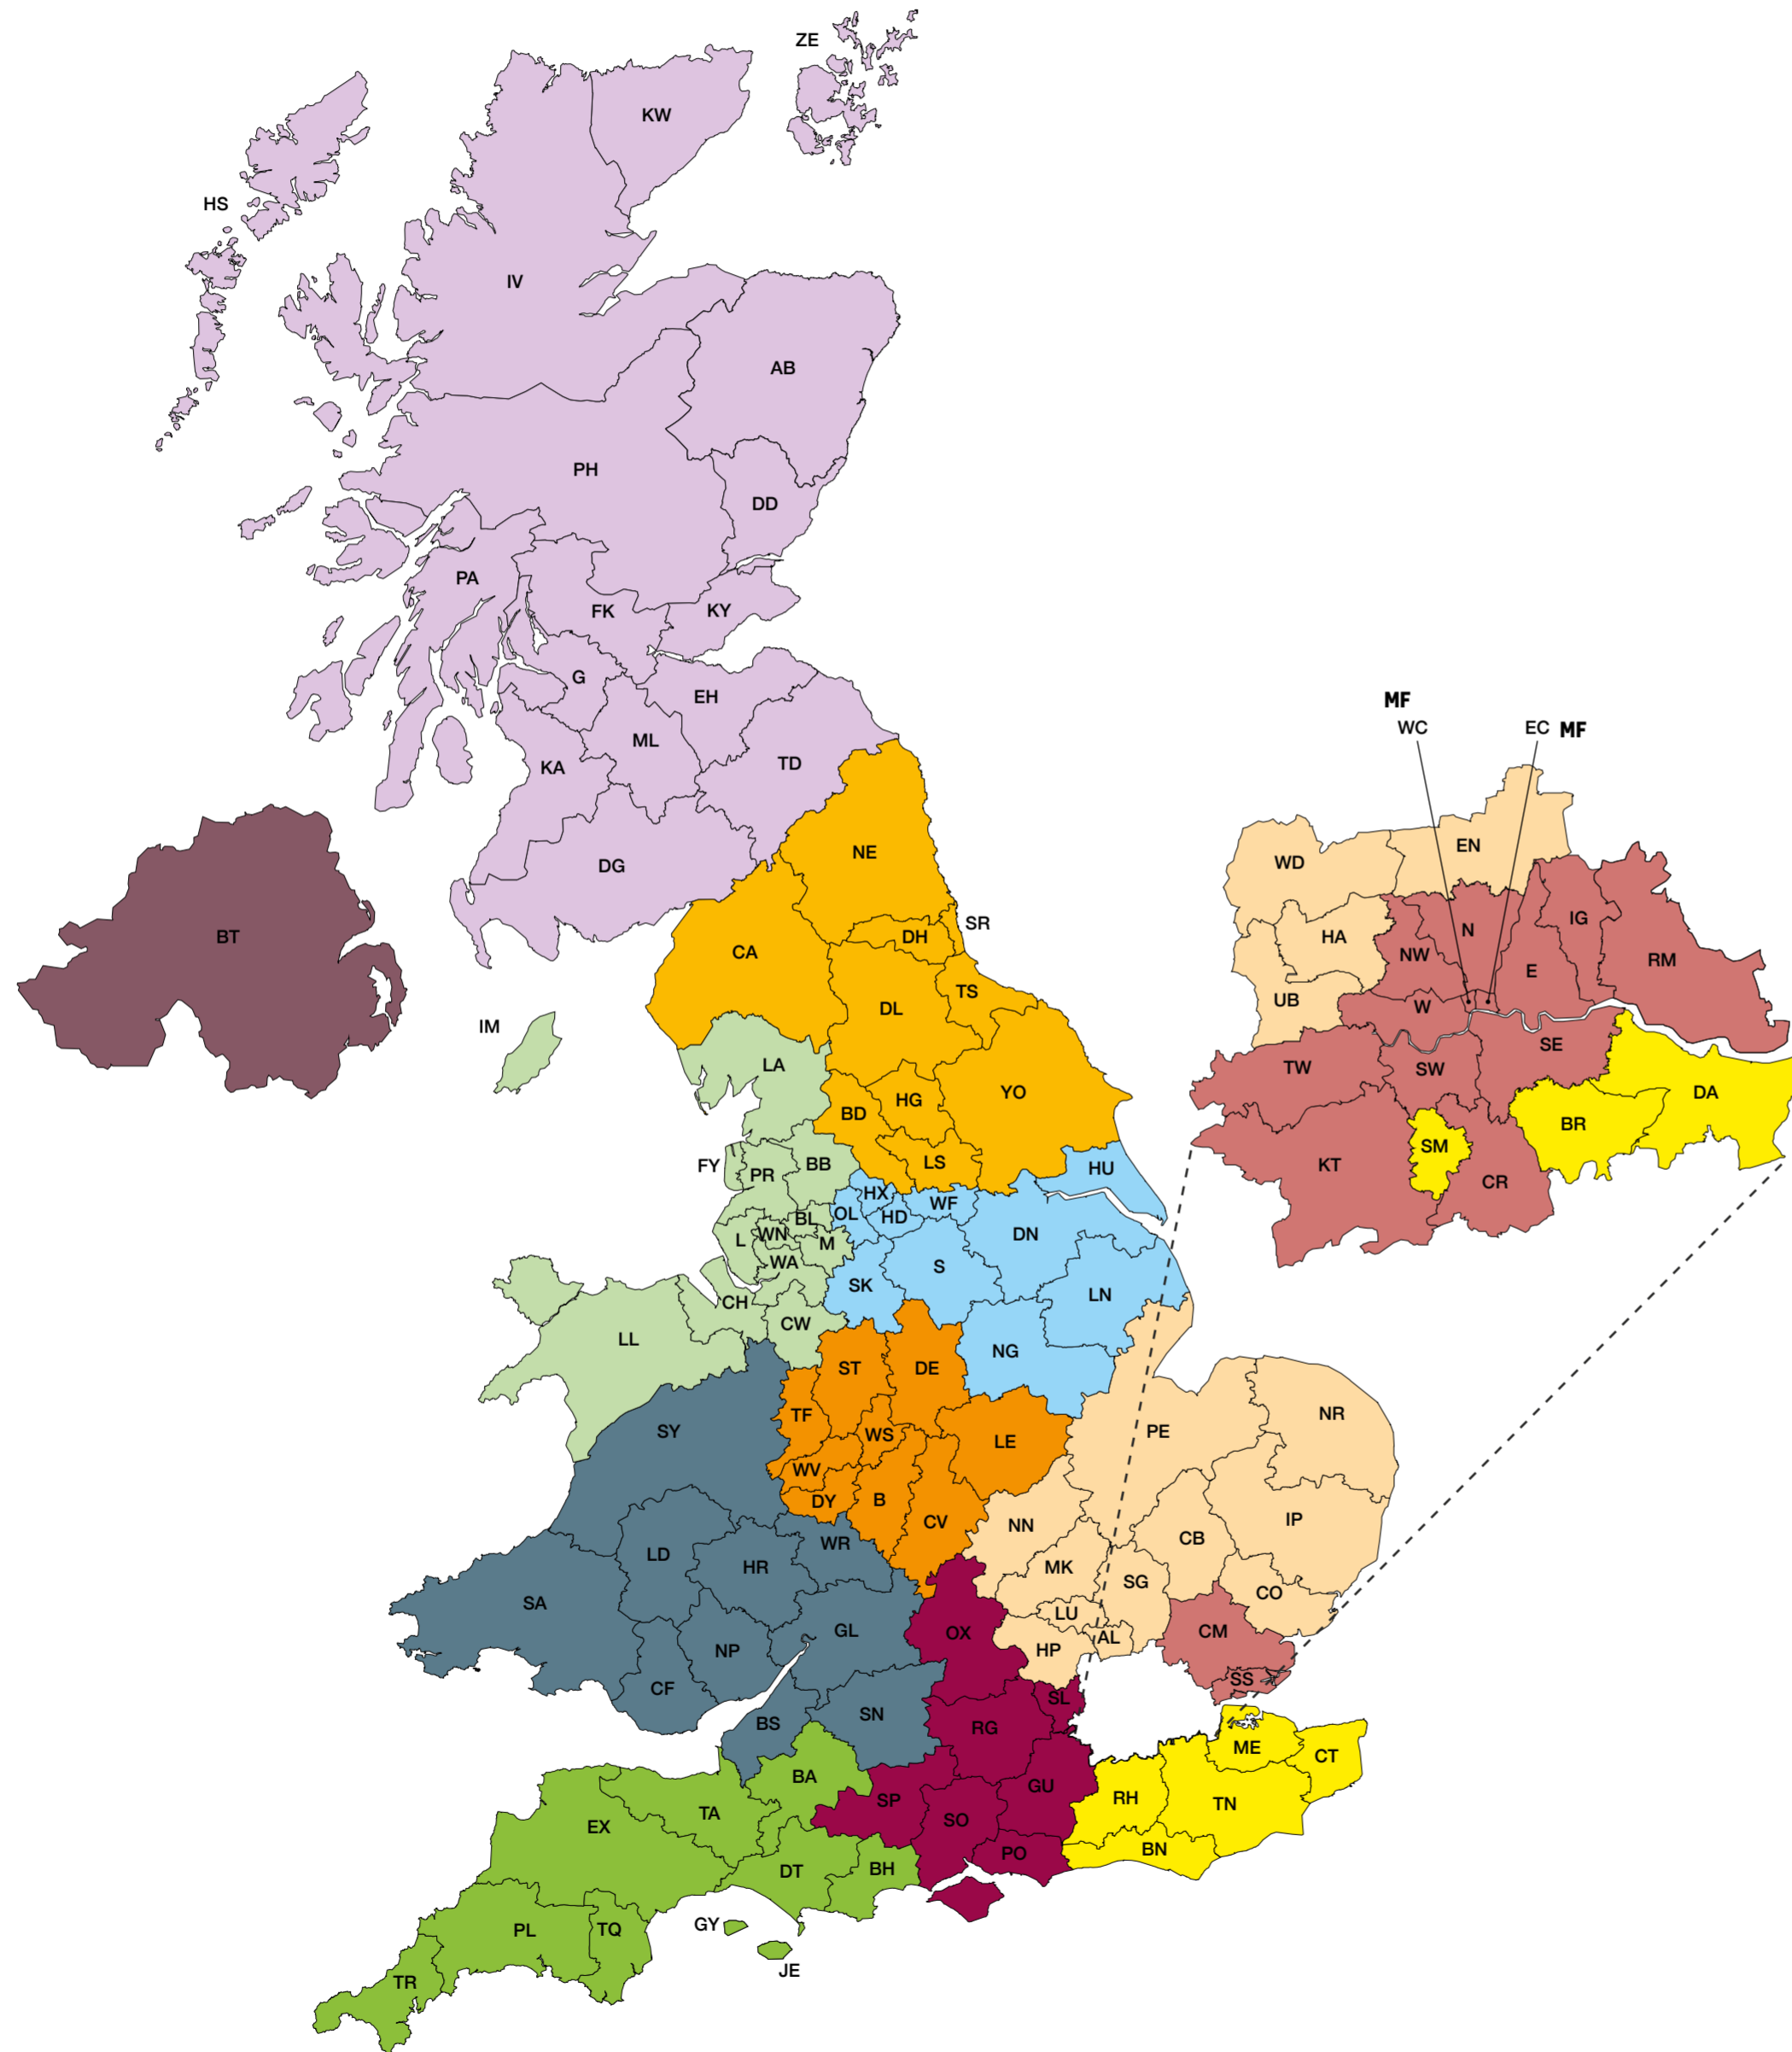 ZE
KW
HS
IV
AB
PH
DD
PA
FK
KY
G
EH
ML
KA
TD
DG
NE
BT
SR
DH
CA
TS
DL
IM
LA
YO
HG
BD
LS
FY
PR
BB
HU
HX
WF
OL
HD
BL
DN
WN
L
M
WA
S
SK
LN
CH
CW
LL
NG
ST
DE
TF
NR
SY
WS
PE
LE
WV
DY
B
IP
CV
NN
CB
WR
LD
HR
MK
SG
CO
SA
LU
GL
OX
CM
AL
NP
HP
SS
CF
SL
SN
BS
RG
ME
CT
BA
GU
RH
SP
TN
TA
SO
EX
BN
PO
BH
DT
GY
PL
TQ
JE
TR
MF
WC
EC MF
EN
WD
IG
N
HA
NW
RM
E
UB
W
SE
TW
SW
DA
BR
SM
KT
CR